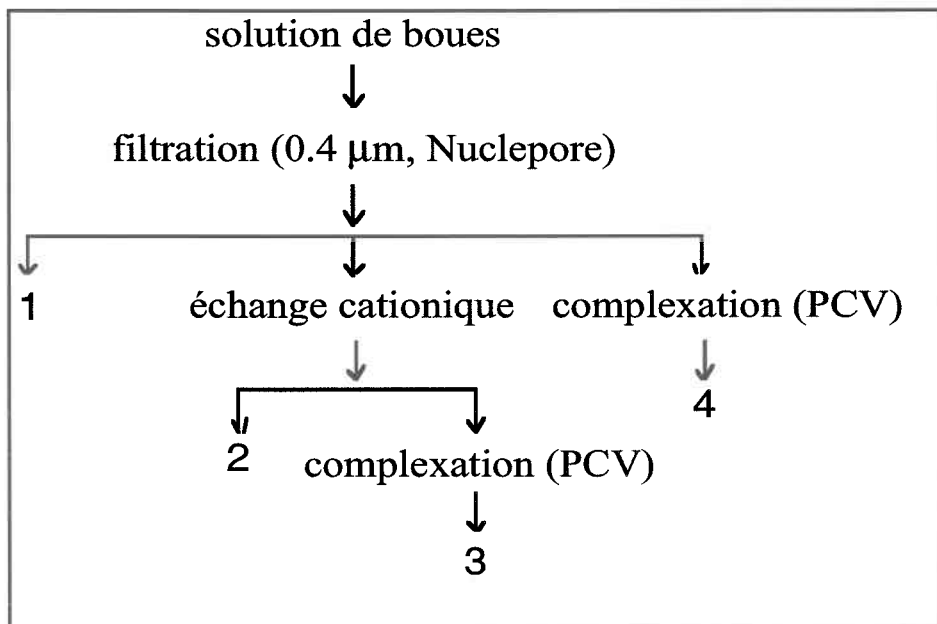 solution de boues
filtration (0.4 µm, Nuclepore)
1
échange cationique
complexation (PCV)
4
2
complexation (PCV)
3